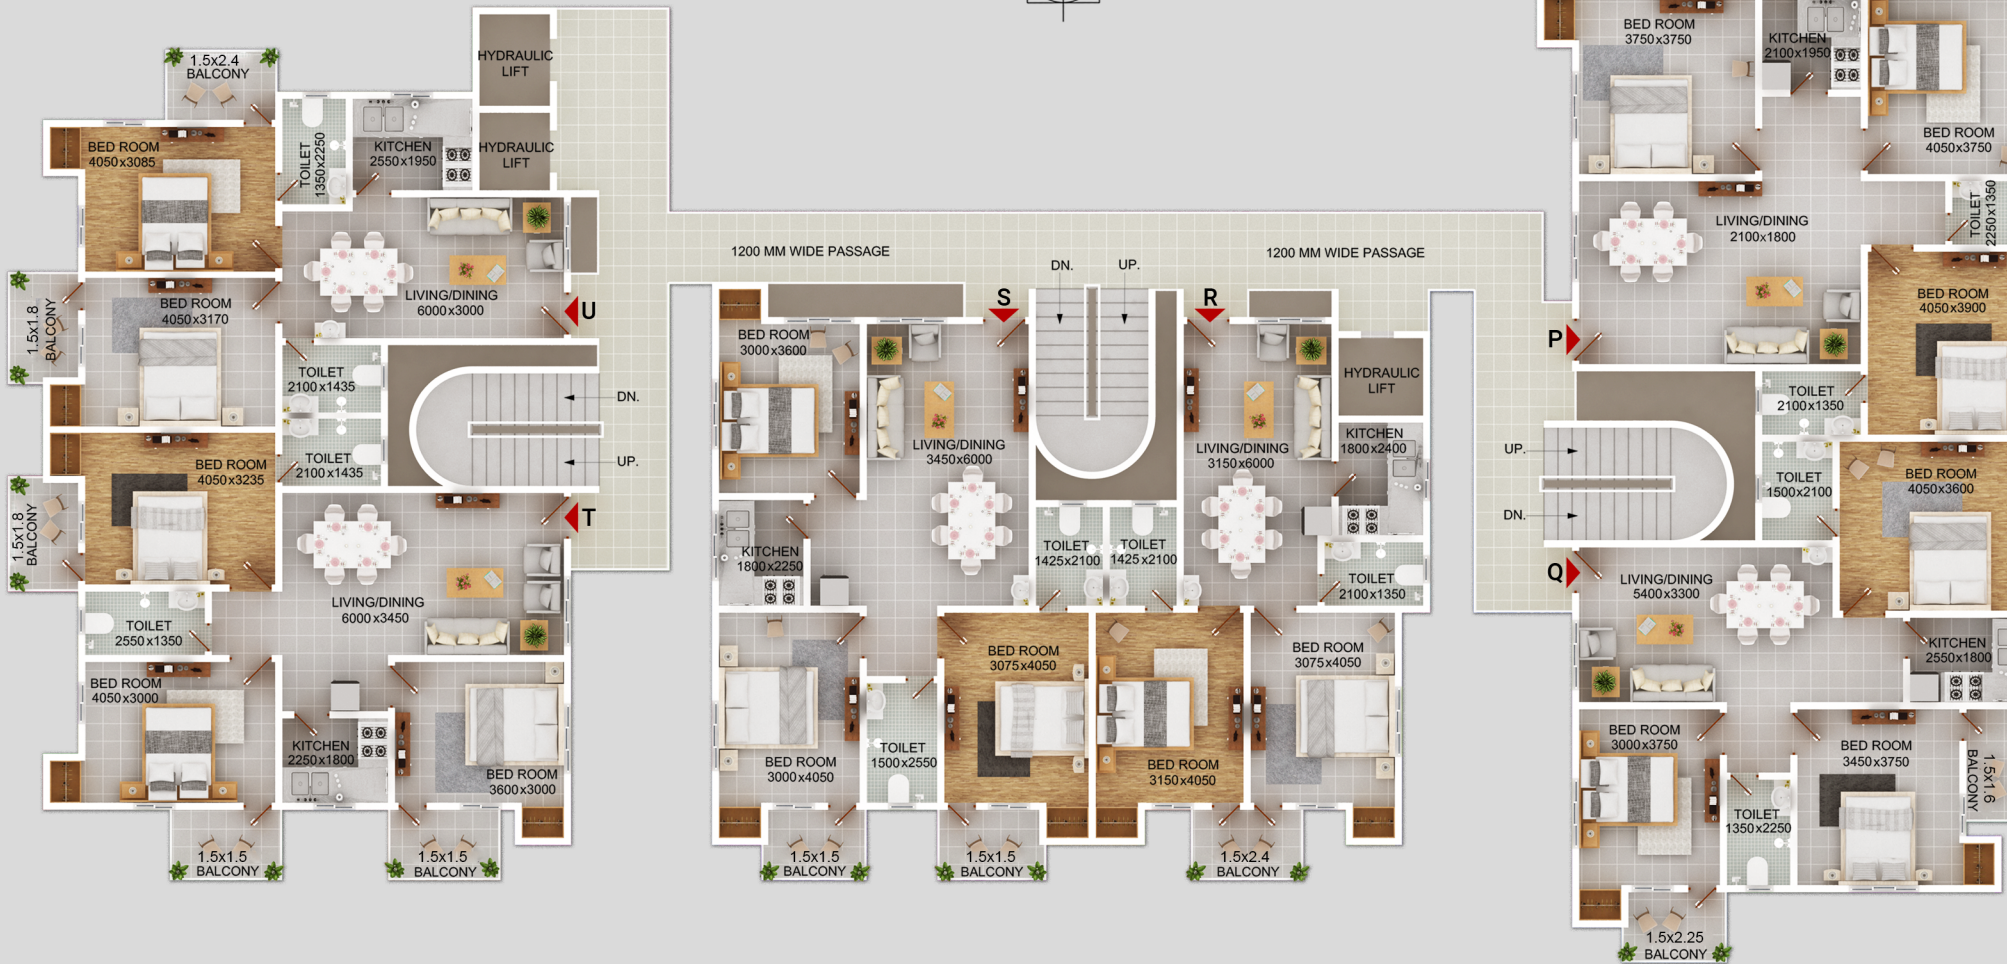 1.5x2.4
BALCONY
BED ROOM
4050x3085
TOILET
1350x2250
KITCHEN
2550x1950
HYDRAULIC
LIFT
HYDRAULIC
LIFT
BED ROOM
4050x3170
1.5x1.8
BALCONY
LIVING/DINING
6000x3000
U
TOILET
2100x1435
TOILET
2100x1435
DN.
UP.
BED ROOM
4050x3235
1.5x1.8
BALCONY
T
LIVING/DINING
6000x3450
TOILET
2550x1350
BED ROOM
4050x3000
KITCHEN
2250x1800
BED ROOM
3600x3000
1.5x1.5
BALCONY
1.5x1.5
BALCONY
1200 MM WIDE PASSAGE
1200 MM WIDE PASSAGE
DN.
UP.
S
R
BED ROOM
3000x3600
LIVING/DINING
3450x6000
KITCHEN
1800x2250
TOILET
1425x2100
TOILET
1425x2100
LIVING/DINING
3150x6000
HYDRAULIC
LIFT
KITCHEN
1800x2400
TOILET
2100x1350
BED ROOM
3000x4050
TOILET
1500x2550
BED ROOM
3075x4050
BED ROOM
3150x4050
BED ROOM
3075x4050
1.5x1.5
BALCONY
1.5x1.5
BALCONY
1.5x2.4
BALCONY
BED ROOM
3750x3750
KITCHEN
2100x1950
BED ROOM
4050x3750
TOILET
2250x1350
LIVING/DINING
2100x1800
P
BED ROOM
4050x3900
TOILET
2100x1350
UP.
DN.
TOILET
1500x2100
BED ROOM
4050x3600
Q
LIVING/DINING
5400x3300
KITCHEN
2550x1800
BED ROOM
3000x3750
BED ROOM
3450x3750
1.5x1.6
BALCONY
TOILET
1350x2250
1.5x2.25
BALCONY